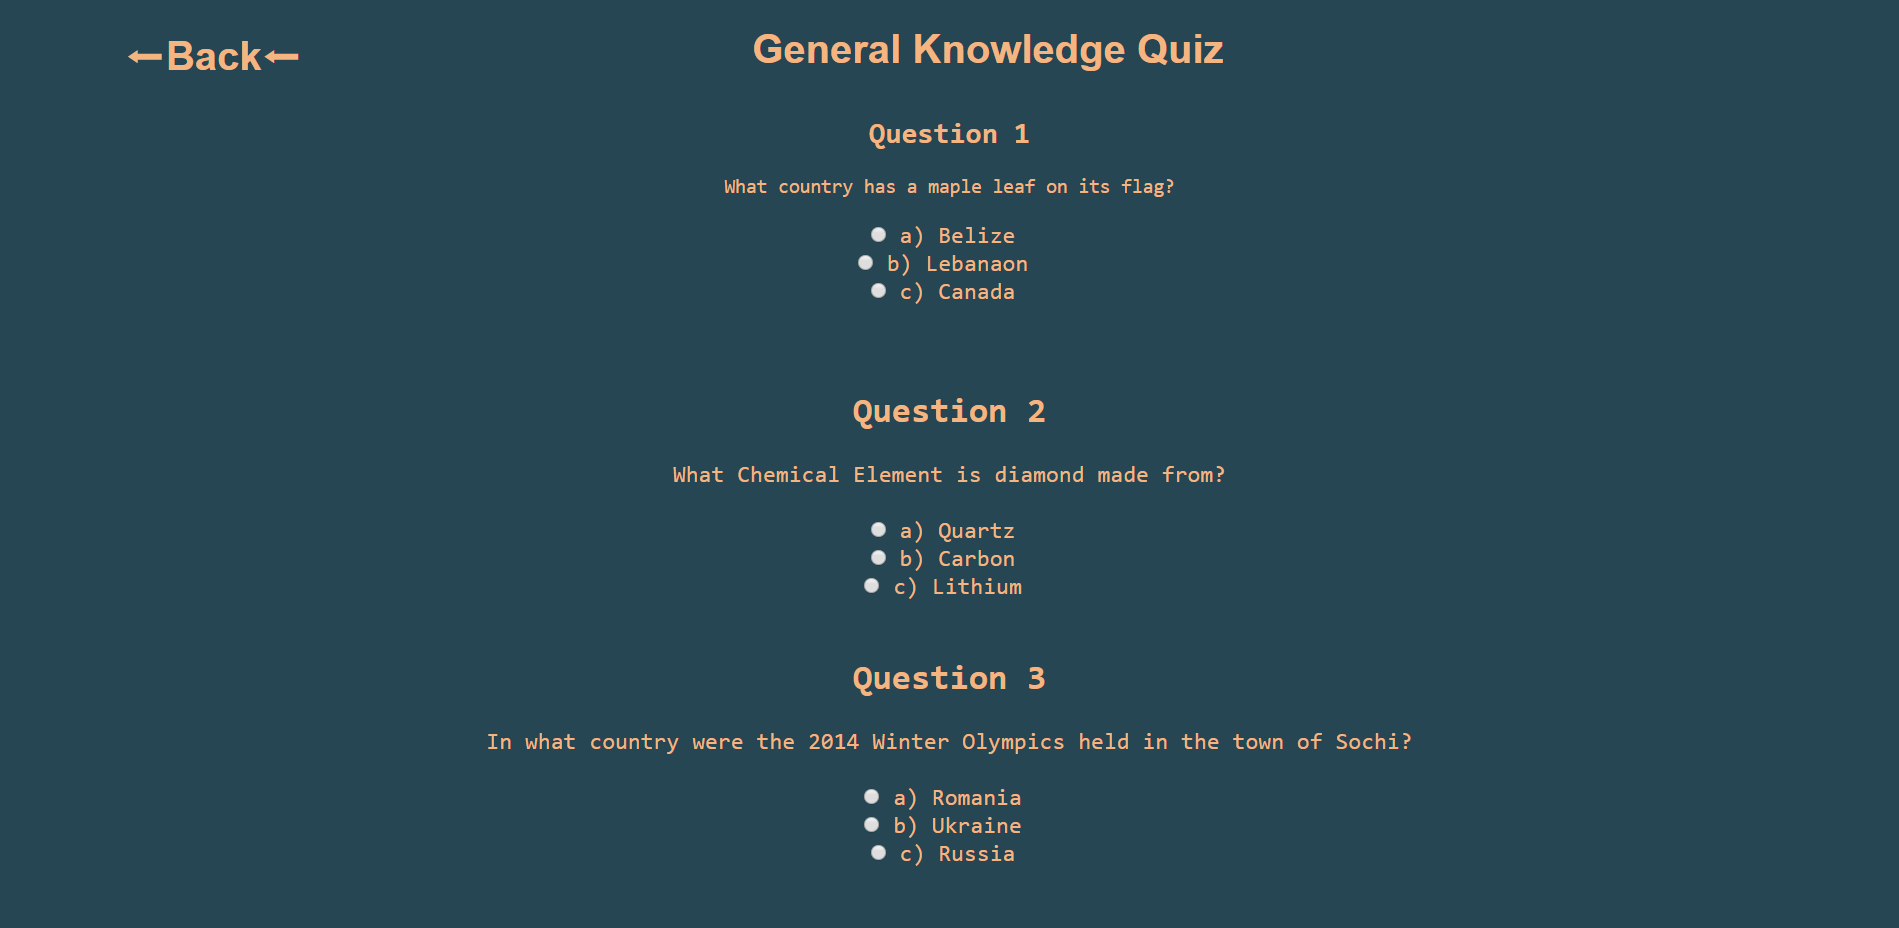 ←Back←
General Knowledge Quiz
Question 1
What country has a maple leaf on its flag?
a) Belize
b) Lebanaon
c) Canada
Question 2
What Chemical Element is diamond made from?
a) Quartz
b) Carbon
c) Lithium
Question 3
In what country were the 2014 Winter Olympics held in the town of Sochi?
a) Romania
b) Ukraine
c) Russia